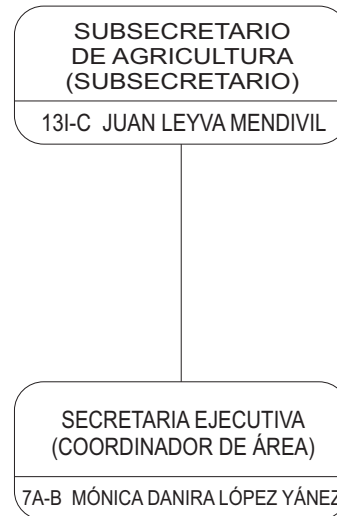 SUBSECRETARIO
DE AGRICULTURA
(SUBSECRETARIO)
13I-C JUAN LEYVA MENDIVIL
SECRETARIA EJECUTIVA
(COORDINADOR DE ÁREA)
7A-B MÓNICA DANIRA LÓPEZ YÁNEZ